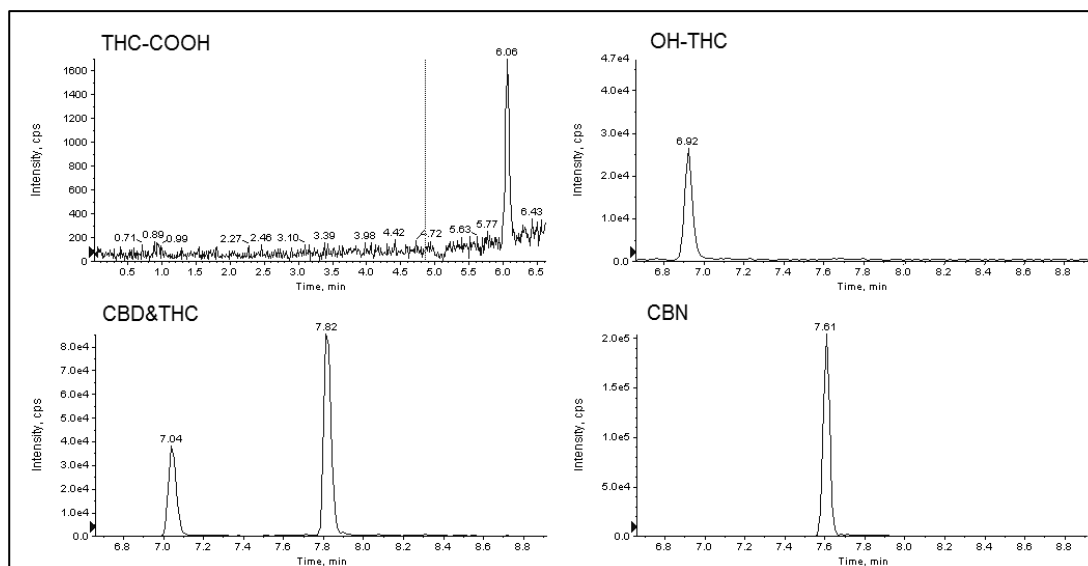 THC-COOH
6.06
1600
1400
1200
1000
800
600
400
200
0
Intensity, cps
0.71
0.89
0.99
2.27
2.46
3.10
3.39
3.98
4.42
4.72
5.63
5.77
6.43
0.5 1.0 1.5 2.0 2.5 3.0 3.5 4.0 4.5 5.0 5.5 6.0 6.5
Time, min
OH-THC
4.7e4
4.0e4
3.0e4
2.0e4
1.0e4
0.0
Intensity, cps
6.92
6.8 7.0 7.2 7.4 7.6 7.8 8.0 8.2 8.4 8.6 8.8
Time, min
CBD&THC
7.82
8.0e4
7.0e4
6.0e4
5.0e4
4.0e4
3.0e4
2.0e4
1.0e4
0.0
Intensity, cps
7.04
6.8 7.0 7.2 7.4 7.6 7.8 8.0 8.2 8.4 8.6 8.8
Time, min
CBN
7.61
2.0e5
1.5e5
1.0e5
5.0e4
0.0
Intensity, cps
6.8 7.0 7.2 7.4 7.6 7.8 8.0 8.2 8.4 8.6 8.8
Time, min